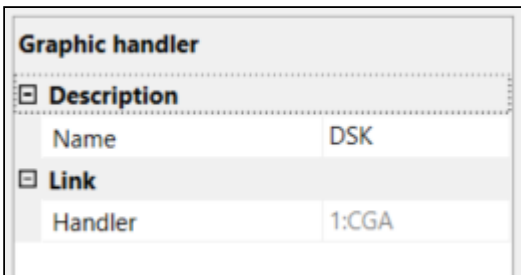 Graphic handler
Description
Name DSK
Link
Handler 1:CGA